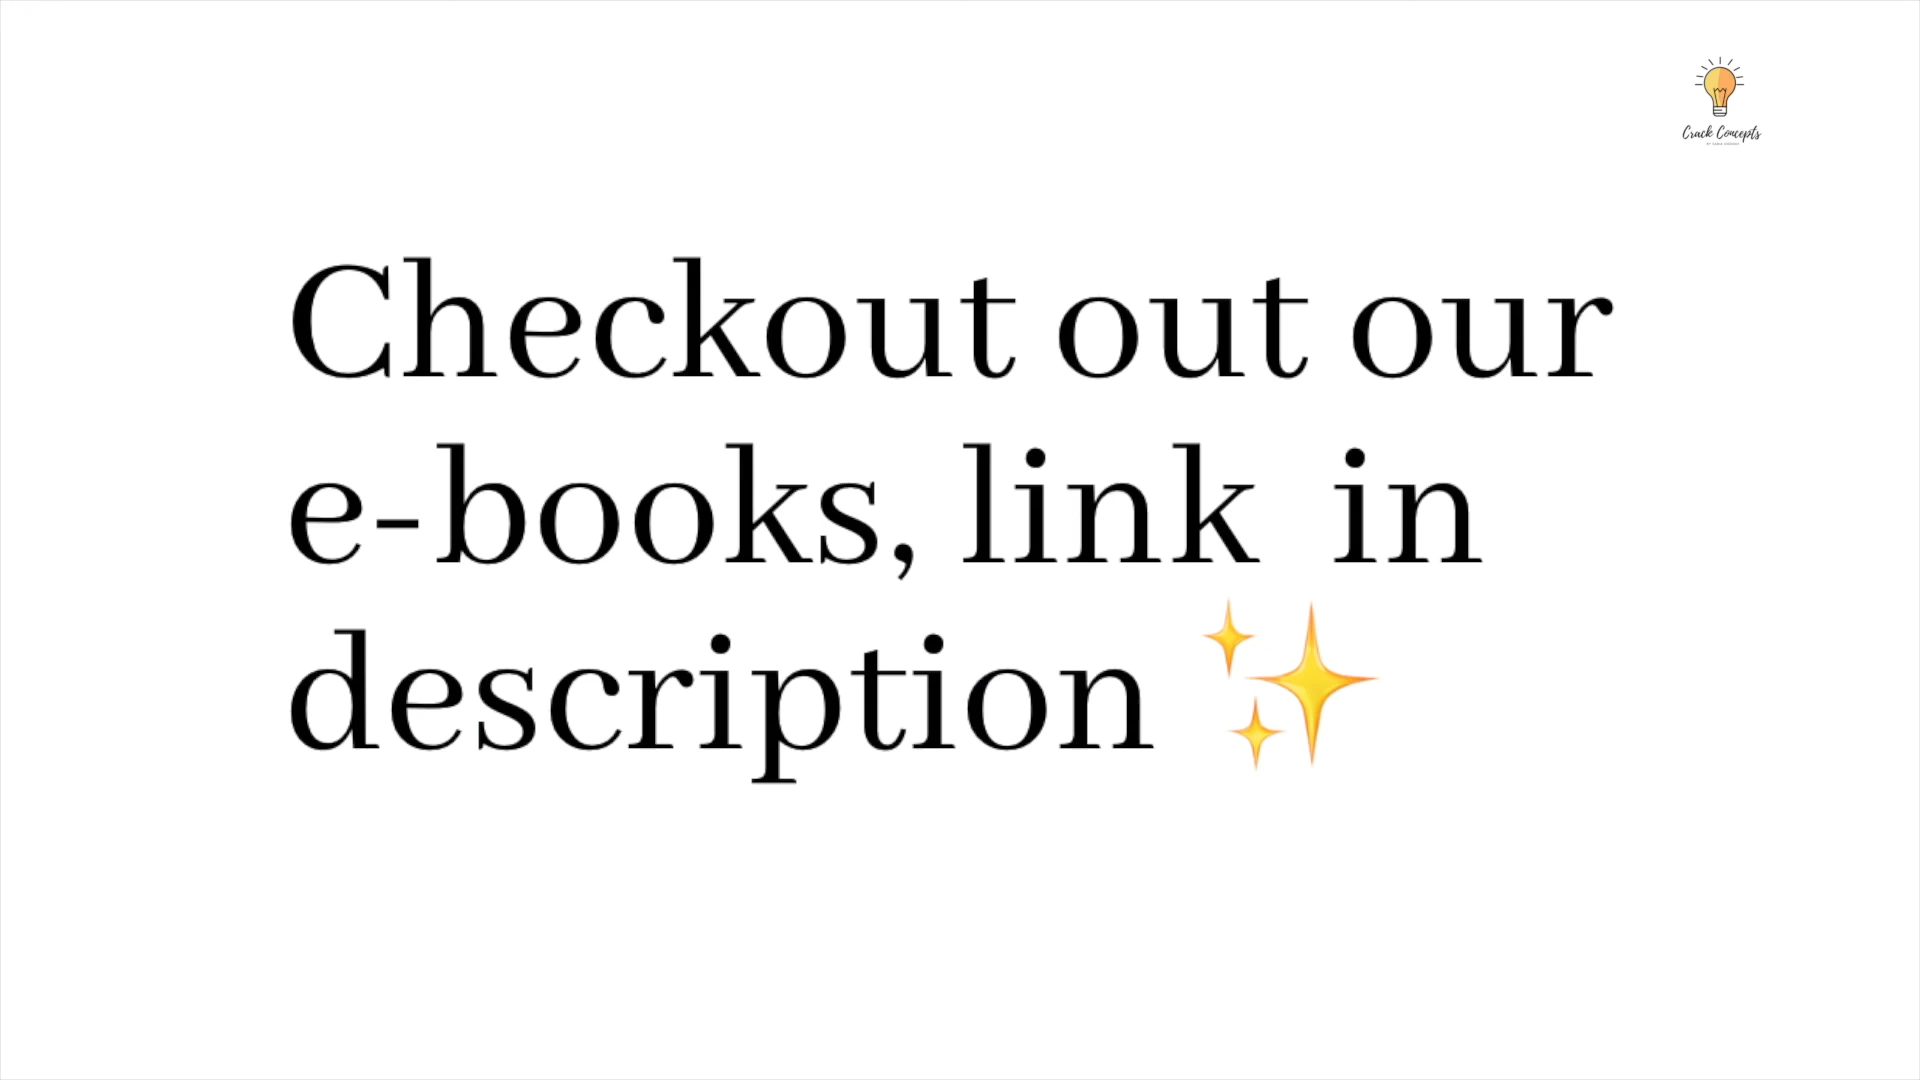 Crack Concepts
Checkout out our
e-books, link  in
description ✨